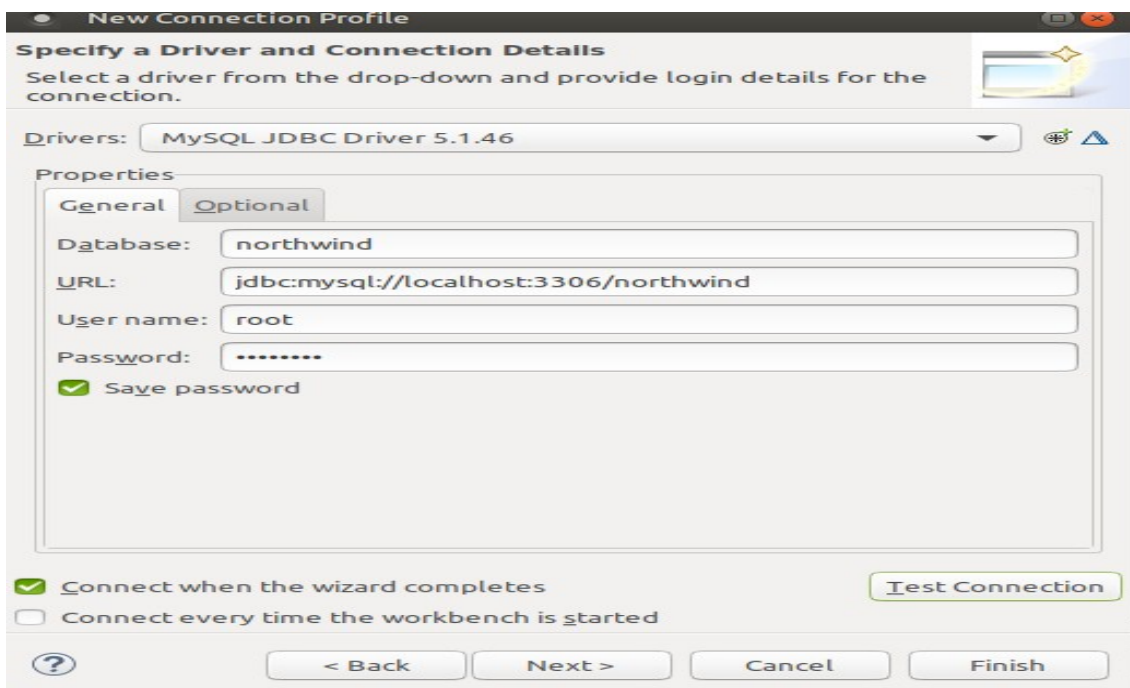 New Connection Profile
Specify a Driver and Connection Details
Select a driver from the drop-down and provide login details for the
connection.
Drivers: MySQL JDBC Driver 5.1.46
Properties
General Optional
Database: northwind
URL: jdbc:mysql://localhost:3306/northwind
User name: root
Password: ••••••••
Save password
Connect when the wizard completes Test Connection
Connect every time the workbench is started
? < Back Next > Cancel Finish